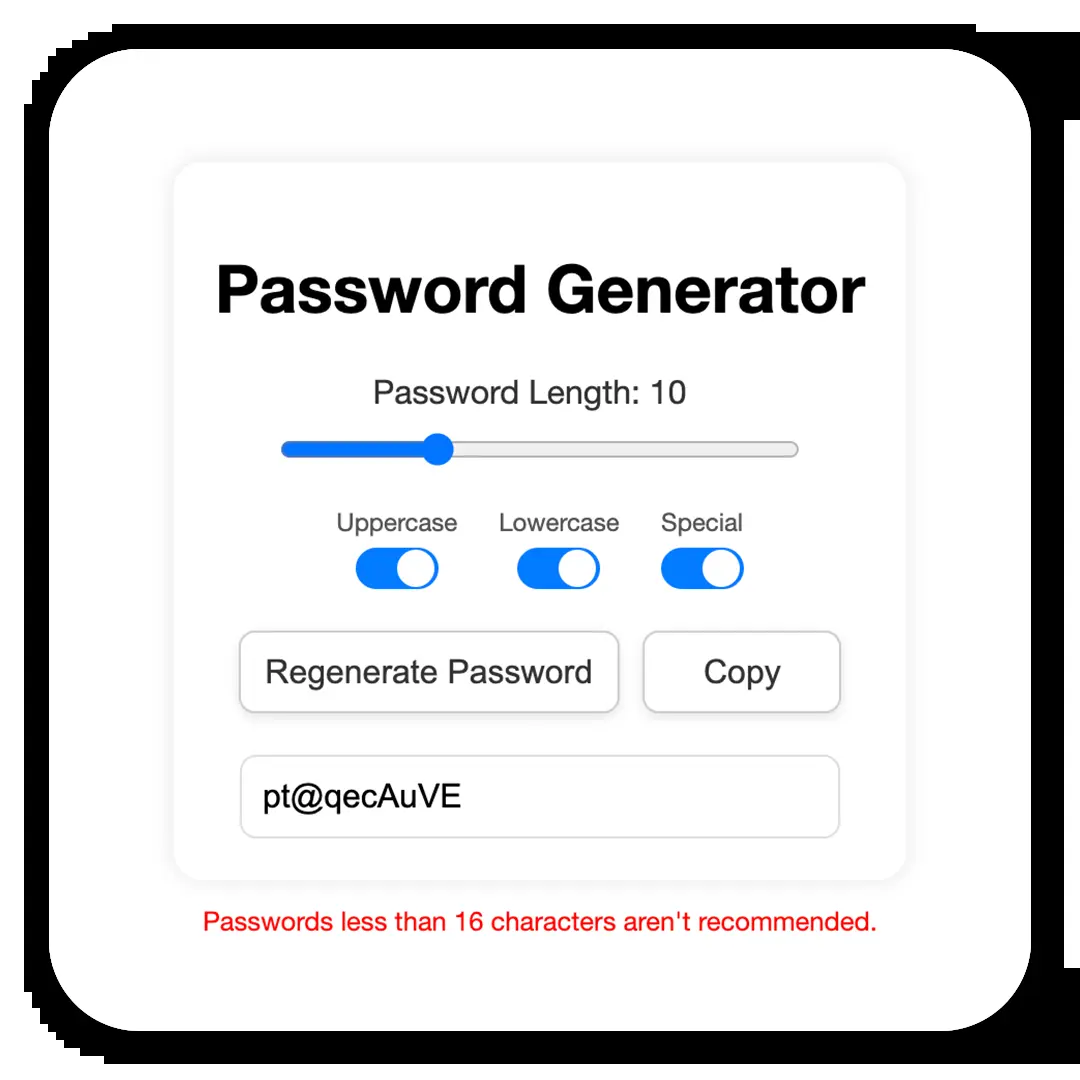 Password Generator
Password Length: 10
Uppercase Lowercase Special
Regenerate Password Copy
pt@qecAuVE
Passwords less than 16 characters aren't recommended.